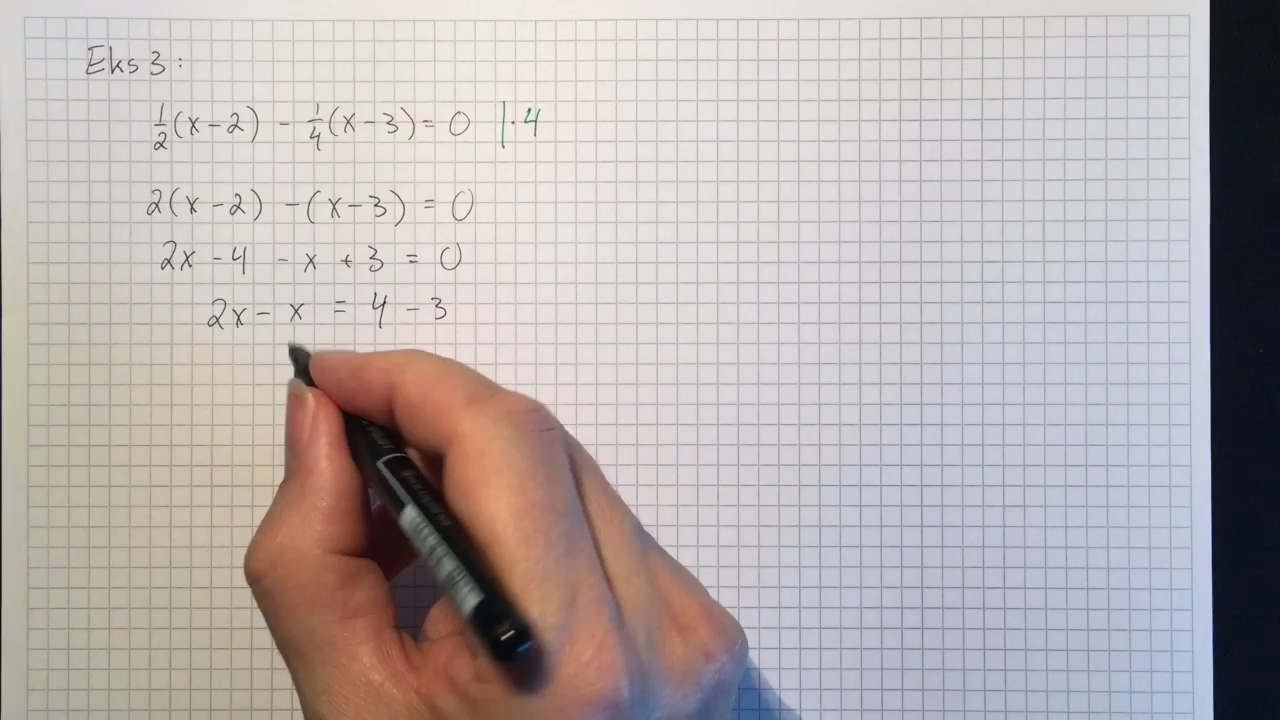 Eks 3:
½(x-2) - ¼(x-3) = 0 |·4
2(x-2) -(x-3) = 0
2x -4 -x +3 = 0
2x - x = 4 - 3